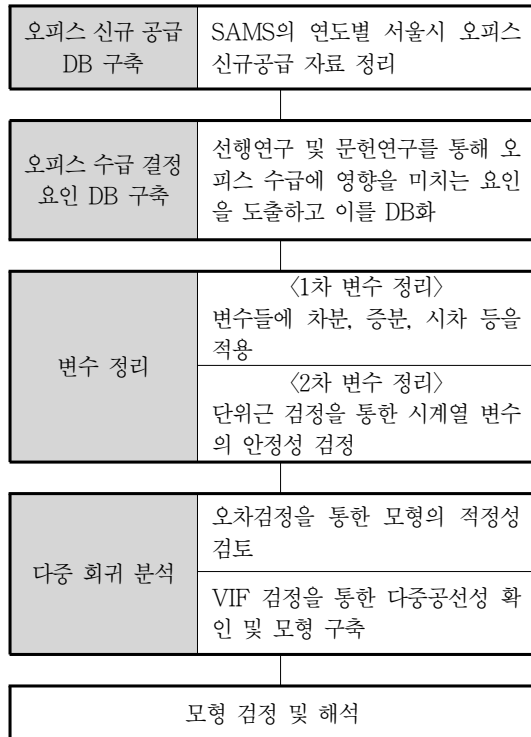 오피스 신규 공급
DB 구축
SAMS의 연도별 서울시 오피스
신규공급 자료 정리
오피스 수급 결정
요인 DB 구축
선행연구 및 문헌연구를 통해 오
피스 수급에 영향을 미치는 요인
을 도출하고 이를 DB화
변수 정리
〈1차 변수 정리〉
변수들에 차분, 증분, 시차 등을
적용
〈2차 변수 정리〉
단위근 검정을 통한 시계열 변수
의 안정성 검정
다중 회귀 분석
오차검정을 통한 모형의 적정성
검토
VIF 검정을 통한 다중공선성 확
인 및 모형 구축
모형 검정 및 해석